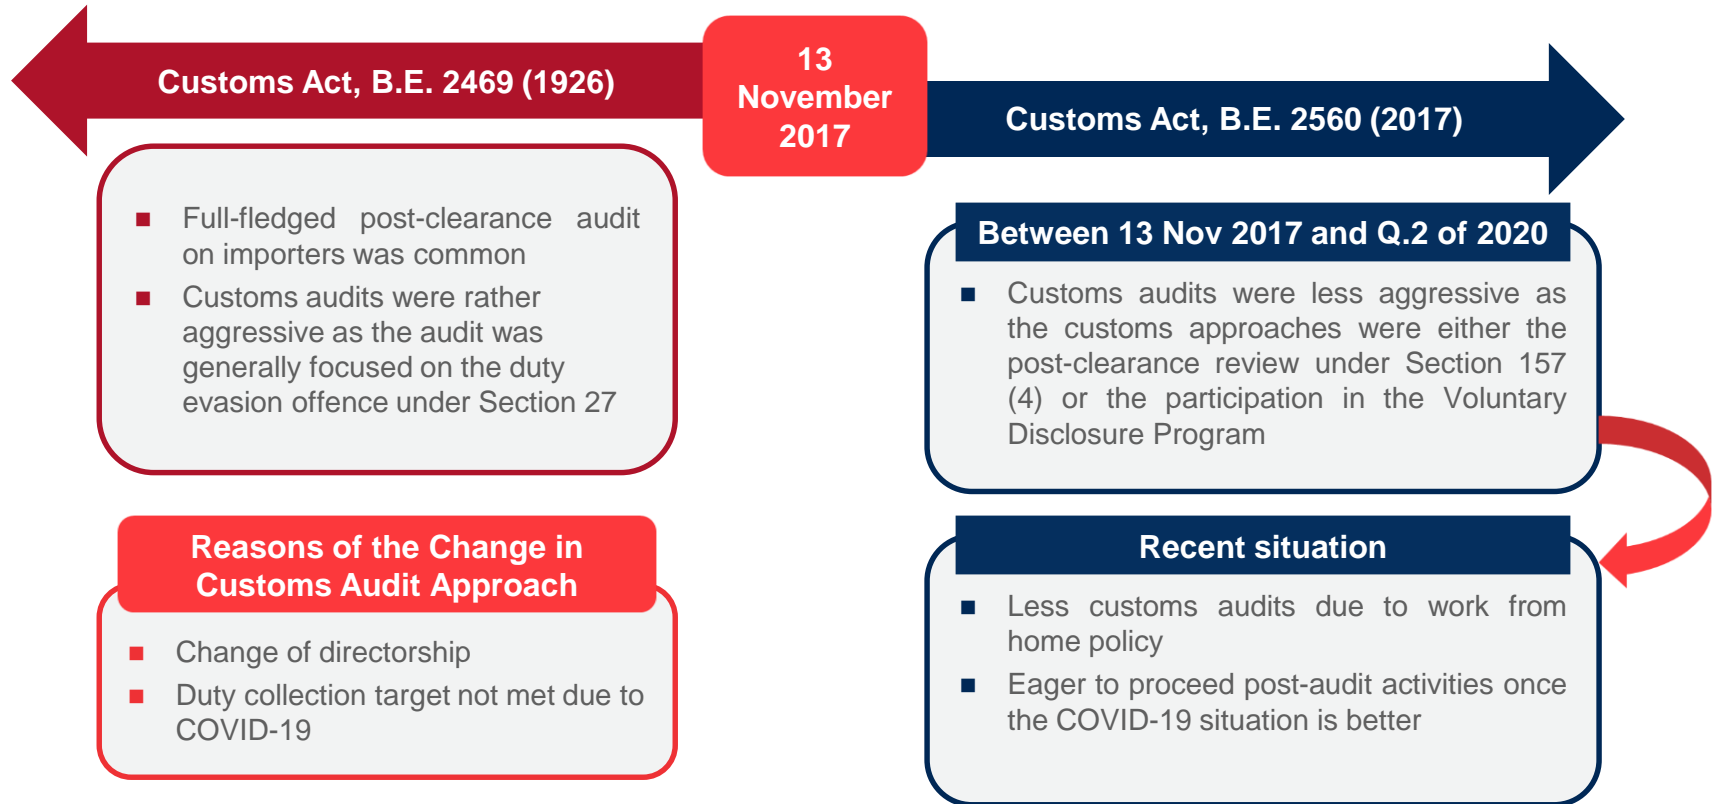 Customs Act, B.E. 2469 (1926)
13
November
2017
Customs Act, B.E. 2560 (2017)
Full-fledged post-clearance audit
on importers was common
Customs audits were rather
aggressive as the audit was
generally focused on the duty
evasion offence under Section 27
Between 13 Nov 2017 and Q.2 of 2020
Customs audits were less aggressive as
the customs approaches were either the
post-clearance review under Section 157
(4) or the participation in the Voluntary
Disclosure Program
Reasons of the Change in
Customs Audit Approach
Change of directorship
Duty collection target not met due to
COVID-19
Recent situation
Less customs audits due to work from
home policy
Eager to proceed post-audit activities once
the COVID-19 situation is better